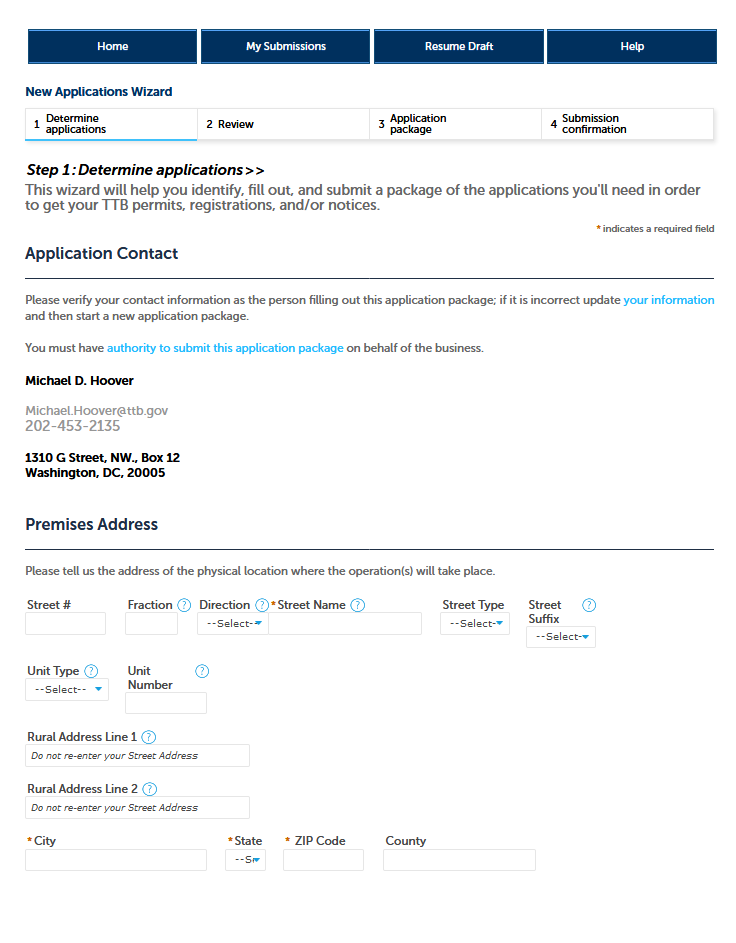 Home
My Submissions
Resume Draft
Help
New Applications Wizard
1 Determine applications
2 Review
3 Application package
4 Submission confirmation
Step 1: Determine applications>>
This wizard will help you identify, fill out, and submit a package of the applications you'll need in order
to get your TTB permits, registrations, and/or notices.
* indicates a required field
Application Contact
Please verify your contact information as the person filling out this application package; if it is incorrect update your information
and then start a new application package.
You must have authority to submit this application package on behalf of the business.
Michael D. Hoover
Michael.Hoover@ttb.gov
202-453-2135
1310 G Street, NW., Box 12
Washington, DC, 20005
Premises Address
Please tell us the address of the physical location where the operation(s) will take place.
Street # Fraction ? Direction ? * Street Name ? Street Type Street Suffix ?
--Select- --Select- --Select-
Unit Type ? Unit Number ?
--Select--
Rural Address Line 1 ?
Do not re-enter your Street Address
Rural Address Line 2 ?
Do not re-enter your Street Address
* City * State * ZIP Code County
--Se